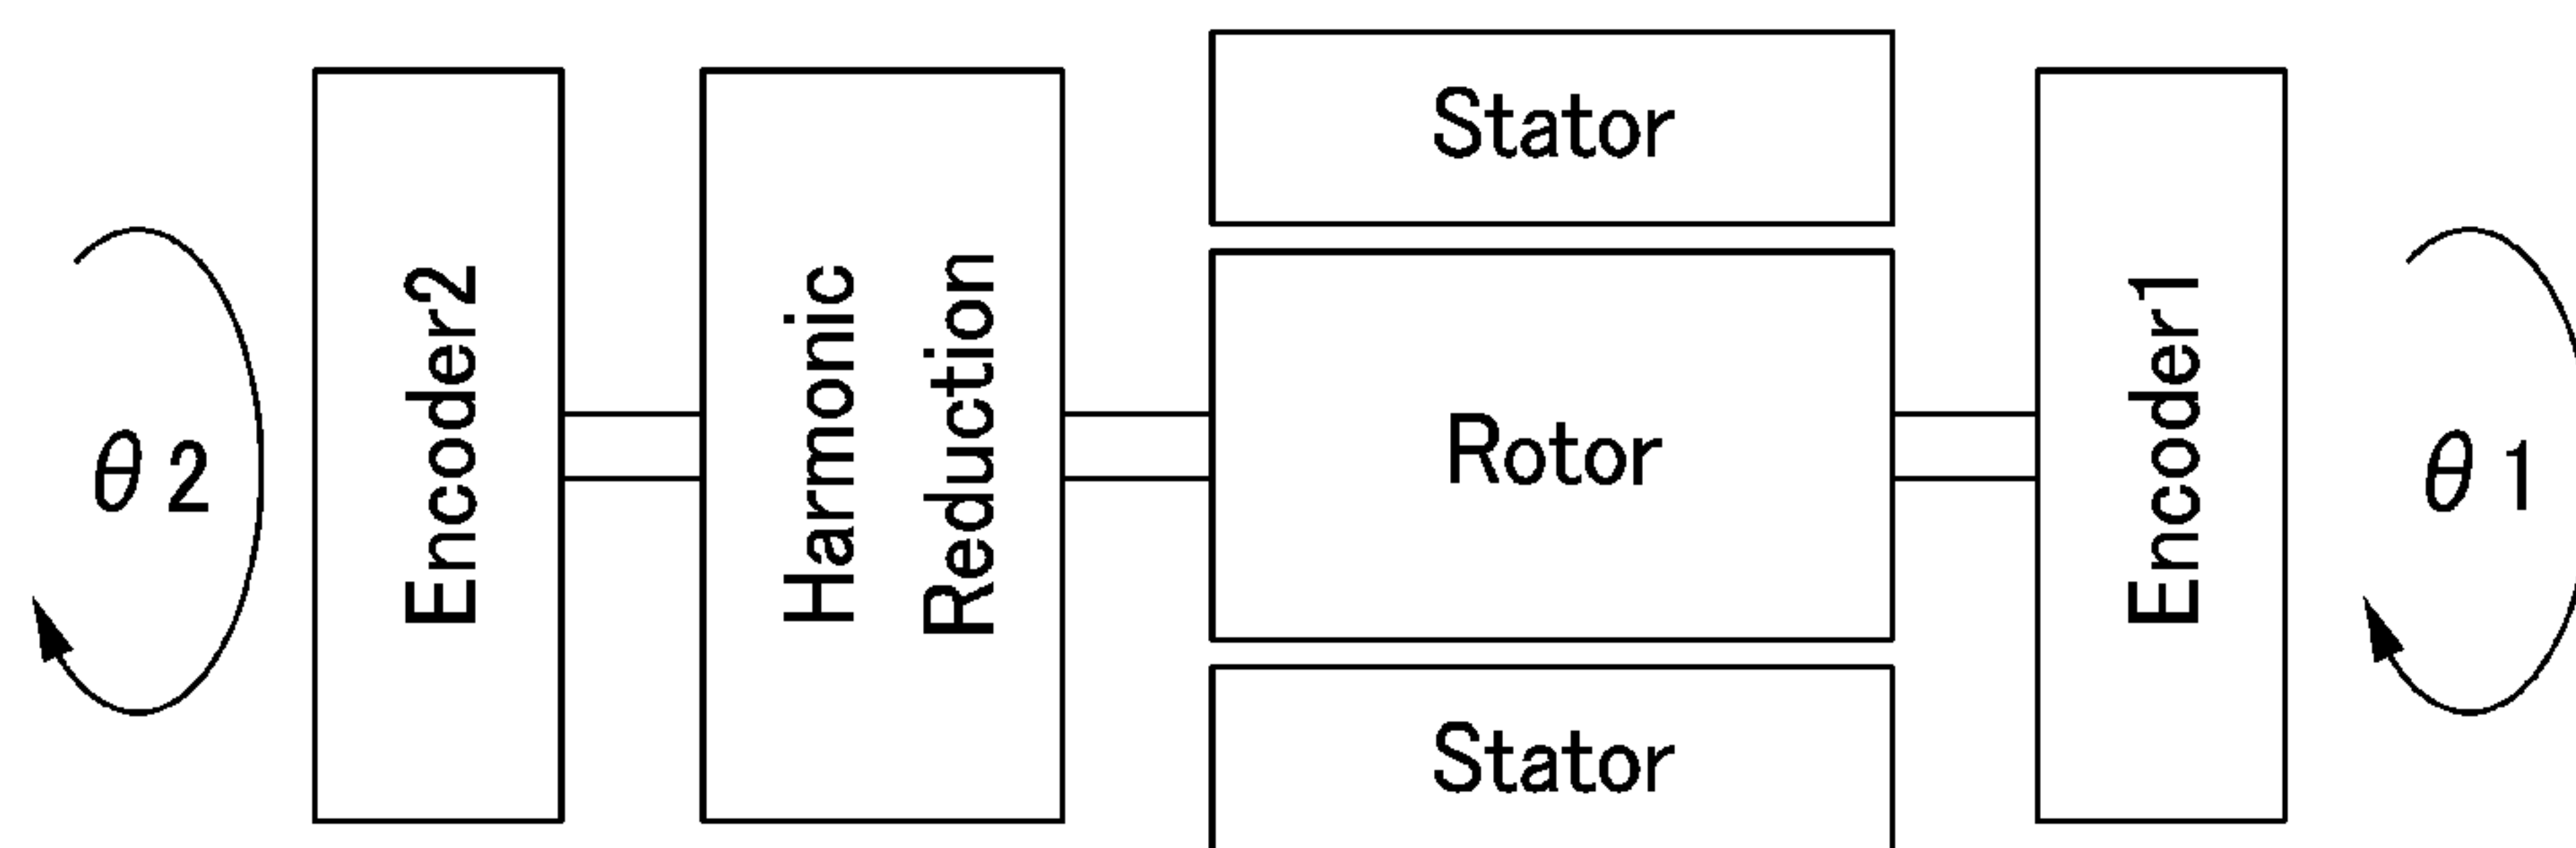 Stator
θ2
Encoder2
Harmonic
Reduction
Rotor
Encoder1
θ1
Stator